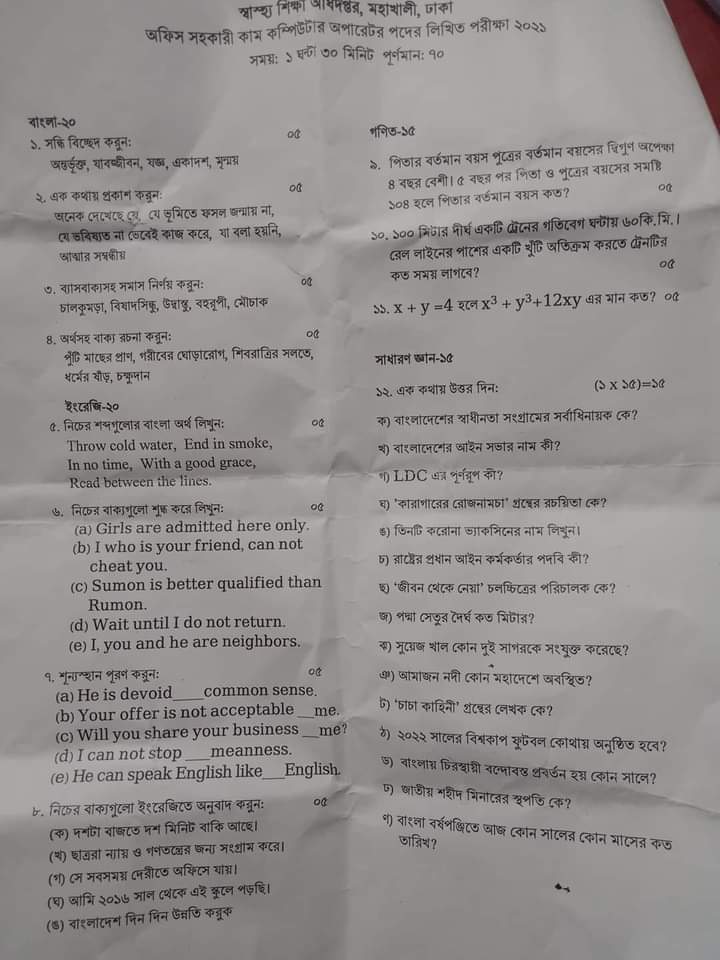 স্বাস্থ্য শিক্ষা অধিদপ্তর, মহাখালী, ঢাকা
অফিস সহকারী কাম কম্পিউটার অপারেটর পদের লিখিত পরীক্ষা ২০২১
সময়: ১ ঘন্টা ৩০ মিনিট পূর্ণমান: ৭০
বাংলা-২০
১. সন্ধি বিচ্ছেদ করুন: ০৫
অন্তর্ভুক্ত, যাবজ্জীবন, যজ্ঞ, একাদশ, মৃন্ময়
২. এক কথায় প্রকাশ করুন: ০৫
অনেক দেখেছে যে, যে ভূমিতে ফসল জন্মায় না,
যে ভবিষ্যত না ভেবেই কাজ করে, যা বলা হয়নি,
আত্মার সম্বন্ধীয়
৩. ব্যাসবাক্যসহ সমাস নির্ণয় করুন: ০৫
চালকুমড়া, বিষাদসিন্ধু, উদ্বাস্তু, বহুরূপী, মৌচাক
৪. অর্থসহ বাক্য রচনা করুন: ০৫
পুঁটি মাছের প্রাণ, গরীবের ঘোড়ারোগ, শিবরাত্রির সলতে,
ধর্মের ষাঁড়, চক্ষুদান
ইংরেজি-২০
৫. নিচের শব্দগুলোর বাংলা অর্থ লিখুন: ০৫
Throw cold water, End in smoke,
In no time, With a good grace,
Read between the lines.
৬. নিচের বাক্যগুলো শুদ্ধ করে লিখুন: ০৫
(a) Girls are admitted here only.
(b) I who is your friend, can not
cheat you.
(c) Sumon is better qualified than
Rumon.
(d) Wait until I do not return.
(e) I, you and he are neighbors.
৭. শূন্যস্থান পূরণ করুন: ০৫
(a) He is devoid____common sense.
(b) Your offer is not acceptable __me.
(c) Will you share your business __me?
(d) I can not stop ___meanness.
(e) He can speak English like___English.
৮. নিচের বাক্যগুলো ইংরেজিতে অনুবাদ করুন: ০৫
(ক) দশটা বাজতে দশ মিনিট বাকি আছে।
(খ) ছাত্ররা ন্যায় ও গণতন্ত্রের জন্য সংগ্রাম করে।
(গ) সে সবসময় দেরীতে অফিসে যায়।
(ঘ) আমি ২০১৬ সাল থেকে এই স্কুলে পড়ছি।
(ঙ) বাংলাদেশ দিন দিন উন্নতি করুক
গণিত-১৫
৯. পিতার বর্তমান বয়স পুত্রের বর্তমান বয়সের দ্বিগুণ অপেক্ষা
৪ বছর বেশী। ৫ বছর পর পিতা ও পুত্রের বয়সের সমষ্টি
১০৪ হলে পিতার বর্তমান বয়স কত? ০৫
১০. ১০০ মিটার দীর্ঘ একটি ট্রেনের গতিবেগ ঘন্টায় ৬০কি.মি.।
রেল লাইনের পাশের একটি খুঁটি অতিক্রম করতে ট্রেনটির
কত সময় লাগবে? ০৫
১১. x + y =4 হলে x³ + y³+12xy এর মান কত? ০৫
সাধারণ জ্ঞান-১৫
১২. এক কথায় উত্তর দিন: (১ x ১৫)=১৫
ক) বাংলাদেশের স্বাধীনতা সংগ্রামের সর্বাধিনায়ক কে?
খ) বাংলাদেশের আইন সভার নাম কী?
গ) LDC এর পূর্ণরূপ কী?
ঘ) ‘কারাগারের রোজনামচা’ গ্রন্থের রচয়িতা কে?
ঙ) তিনটি করোনা ভ্যাকসিনের নাম লিখুন।
চ) রাষ্ট্রের প্রধান আইন কর্মকর্তার পদবি কী?
ছ) ‘জীবন থেকে নেয়া’ চলচ্চিত্রের পরিচালক কে?
জ) পদ্মা সেতুর দৈর্ঘ কত মিটার?
ঝ) সুয়েজ খাল কোন দুই সাগরকে সংযুক্ত করেছে?
ঞ) আমাজন নদী কোন মহাদেশে অবস্থিত?
ট) ‘চাচা কাহিনী’ গ্রন্থের লেখক কে?
ঠ) ২০২২ সালের বিশ্বকাপ ফুটবল কোথায় অনুষ্ঠিত হবে?
ড) বাংলায় চিরস্থায়ী বন্দোবস্ত প্রবর্তন হয় কোন সালে?
ঢ) জাতীয় শহীদ মিনারের স্থপতি কে?
ণ) বাংলা বর্ষপঞ্জিতে আজ কোন সালের কোন মাসের কত
তারিখ?